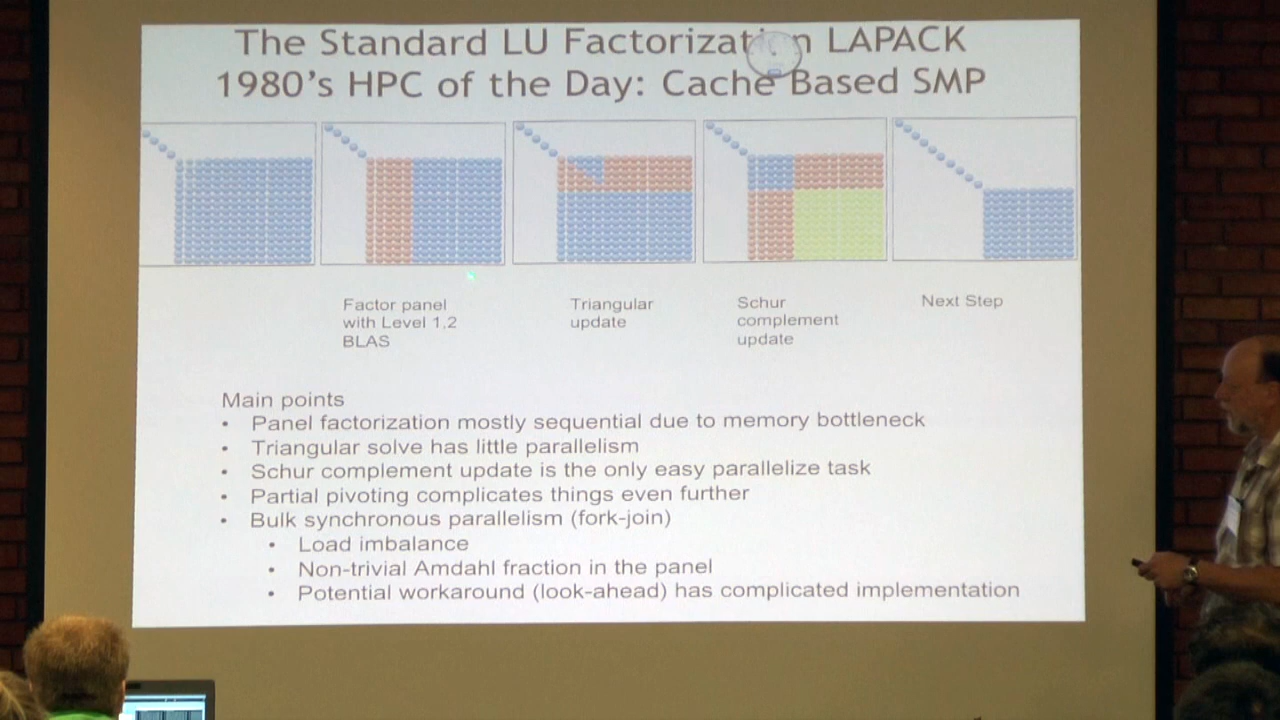 The Standard LU Factorization LAPACK
1980's HPC of the Day: Cache Based SMP
Factor panel
with Level 1,2
BLAS
Triangular
update
Schur
complement
update
Next Step
Main points
• Panel factorization mostly sequential due to memory bottleneck
• Triangular solve has little parallelism
• Schur complement update is the only easy parallelize task
• Partial pivoting complicates things even further
• Bulk synchronous parallelism (fork-join)
• Load imbalance
• Non-trivial Amdahl fraction in the panel
• Potential workaround (look-ahead) has complicated implementation